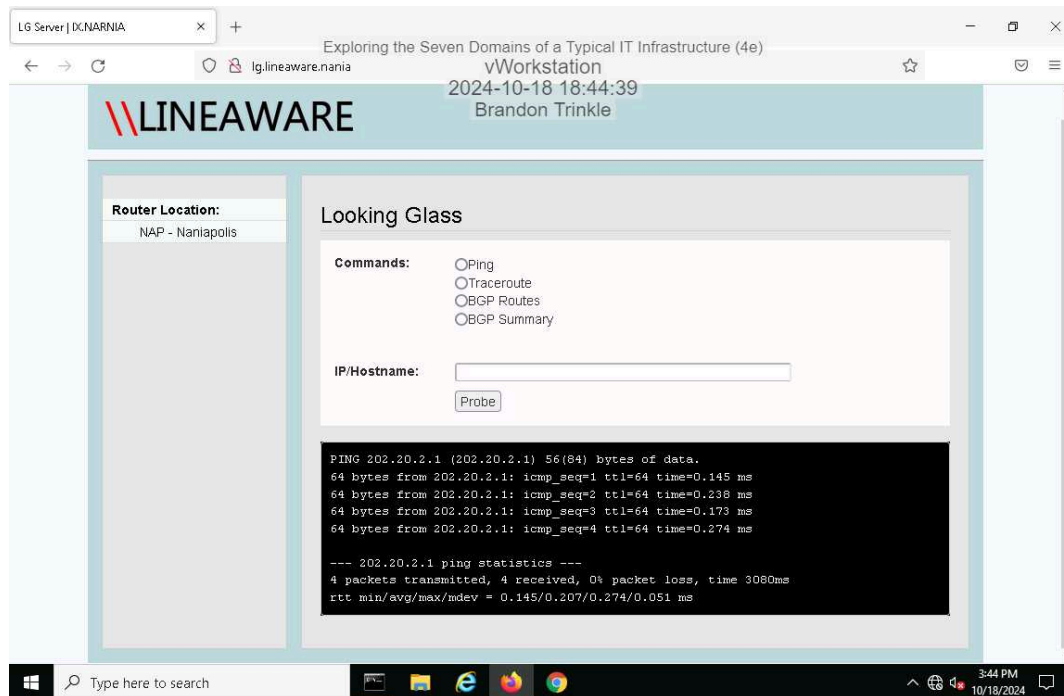 LG Server | IX.NARNIA
Exploring the Seven Domains of a Typical IT Infrastructure (4e)
lg.lineaware.nania
vWorkstation
2024-10-18 18:44:39
Brandon Trinkle
\\LINEAWARE
Router Location:
NAP - Naniapolis
Looking Glass
Commands:
Ping
Traceroute
BGP Routes
BGP Summary
IP/Hostname:
Probe
PING 202.20.2.1 (202.20.2.1) 56(84) bytes of data.
64 bytes from 202.20.2.1: icmp_seq=1 ttl=64 time=0.145 ms
64 bytes from 202.20.2.1: icmp_seq=2 ttl=64 time=0.238 ms
64 bytes from 202.20.2.1: icmp_seq=3 ttl=64 time=0.173 ms
64 bytes from 202.20.2.1: icmp_seq=4 ttl=64 time=0.274 ms
--- 202.20.2.1 ping statistics ---
4 packets transmitted, 4 received, 0% packet loss, time 3080ms
rtt min/avg/max/mdev = 0.145/0.207/0.274/0.051 ms
Type here to search
3:44 PM
10/18/2024